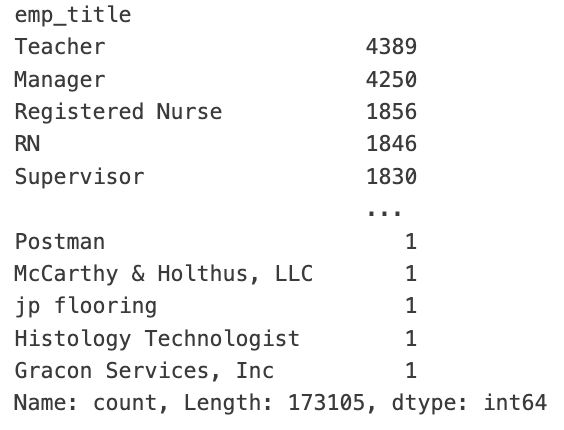 emp_title
Teacher 4389
Manager 4250
Registered Nurse 1856
RN 1846
Supervisor 1830
...
Postman 1
McCarthy & Holthus, LLC 1
jp flooring 1
Histology Technologist 1
Gracon Services, Inc 1
Name: count, Length: 173105, dtype: int64